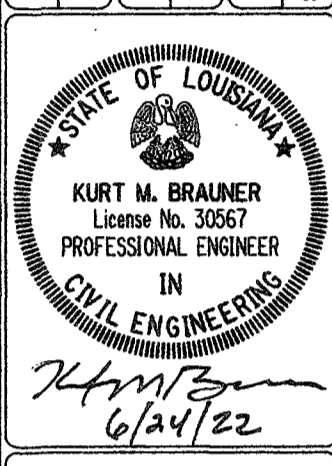 STATE OF LOUISIANA
KURT M. BRAUNER
License No. 30567
PROFESSIONAL ENGINEER
IN
CIVIL ENGINEERING
6/24/22